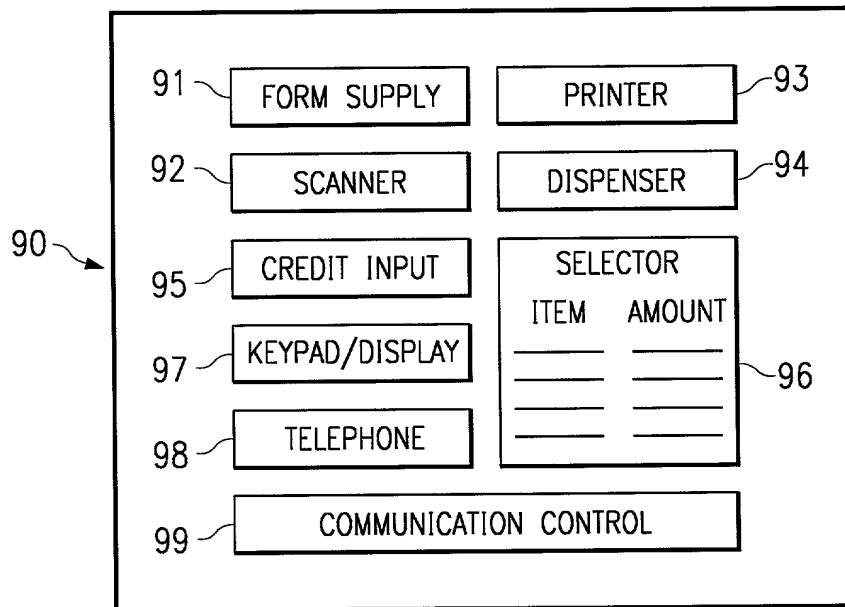 91 FORM SUPPLY PRINTER 93
92 SCANNER DISPENSER 94
90
95 CREDIT INPUT SELECTOR
ITEM AMOUNT
97 KEYPAD/DISPLAY 96
98 TELEPHONE
99 COMMUNICATION CONTROL